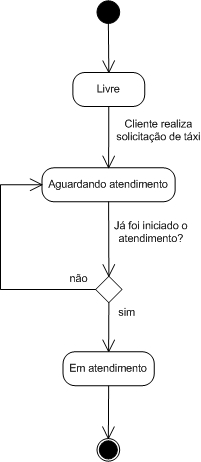 Livre
Cliente realiza
solicitação de táxi
Aguardando atendimento
Já foi iniciado o
atendimento?
não
sim
Em atendimento